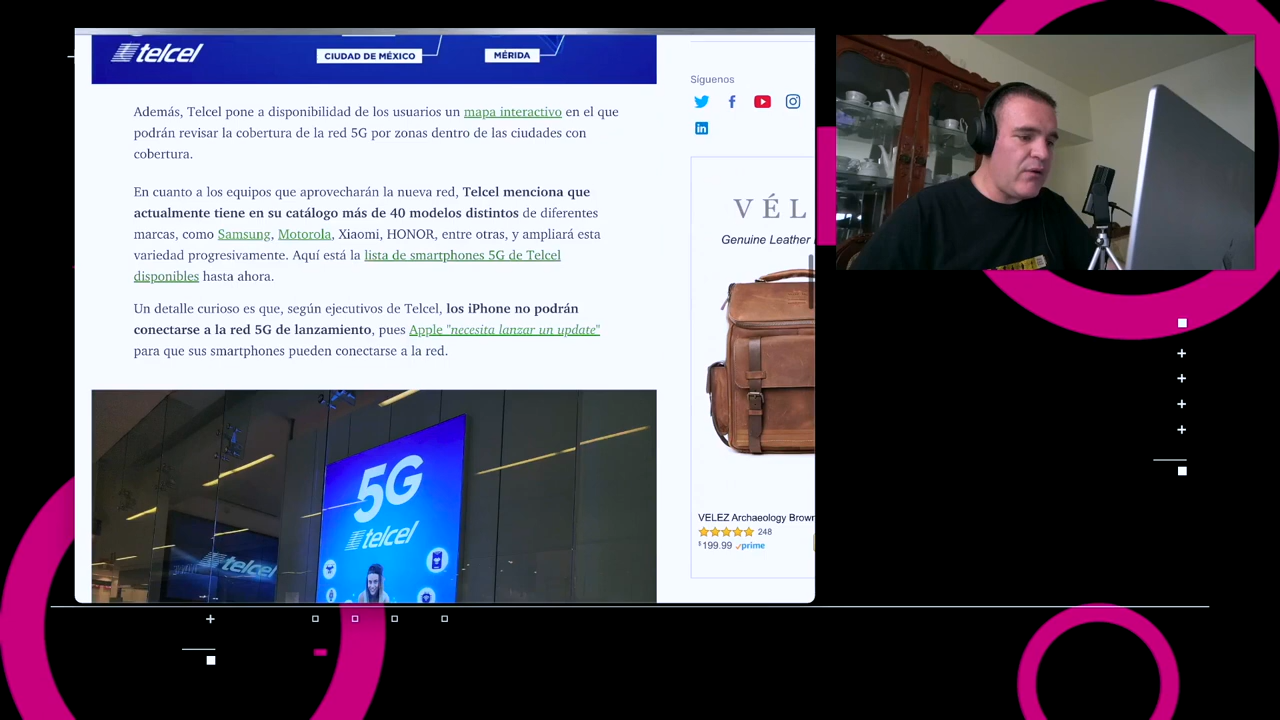 telcel
CIUDAD DE MÉXICO
MÉRIDA
Además, Telcel pone a disponibilidad de los usuarios un mapa interactivo en el que
podrán revisar la cobertura de la red 5G por zonas dentro de las ciudades con
cobertura.
En cuanto a los equipos que aprovecharán la nueva red, Telcel menciona que
actualmente tiene en su catálogo más de 40 modelos distintos de diferentes
marcas, como Samsung, Motorola, Xiaomi, HONOR, entre otras, y ampliará esta
variedad progresivamente. Aquí está la lista de smartphones 5G de Telcel
disponibles hasta ahora.
Un detalle curioso es que, según ejecutivos de Telcel, los iPhone no podrán
conectarse a la red 5G de lanzamiento, pues Apple "necesita lanzar un update"
para que sus smartphones pueden conectarse a la red.
5G
telcel
telcel
Síguenos
VÉL
Genuine Leather
VELEZ Archaeology Brown
248
$199.99 prime